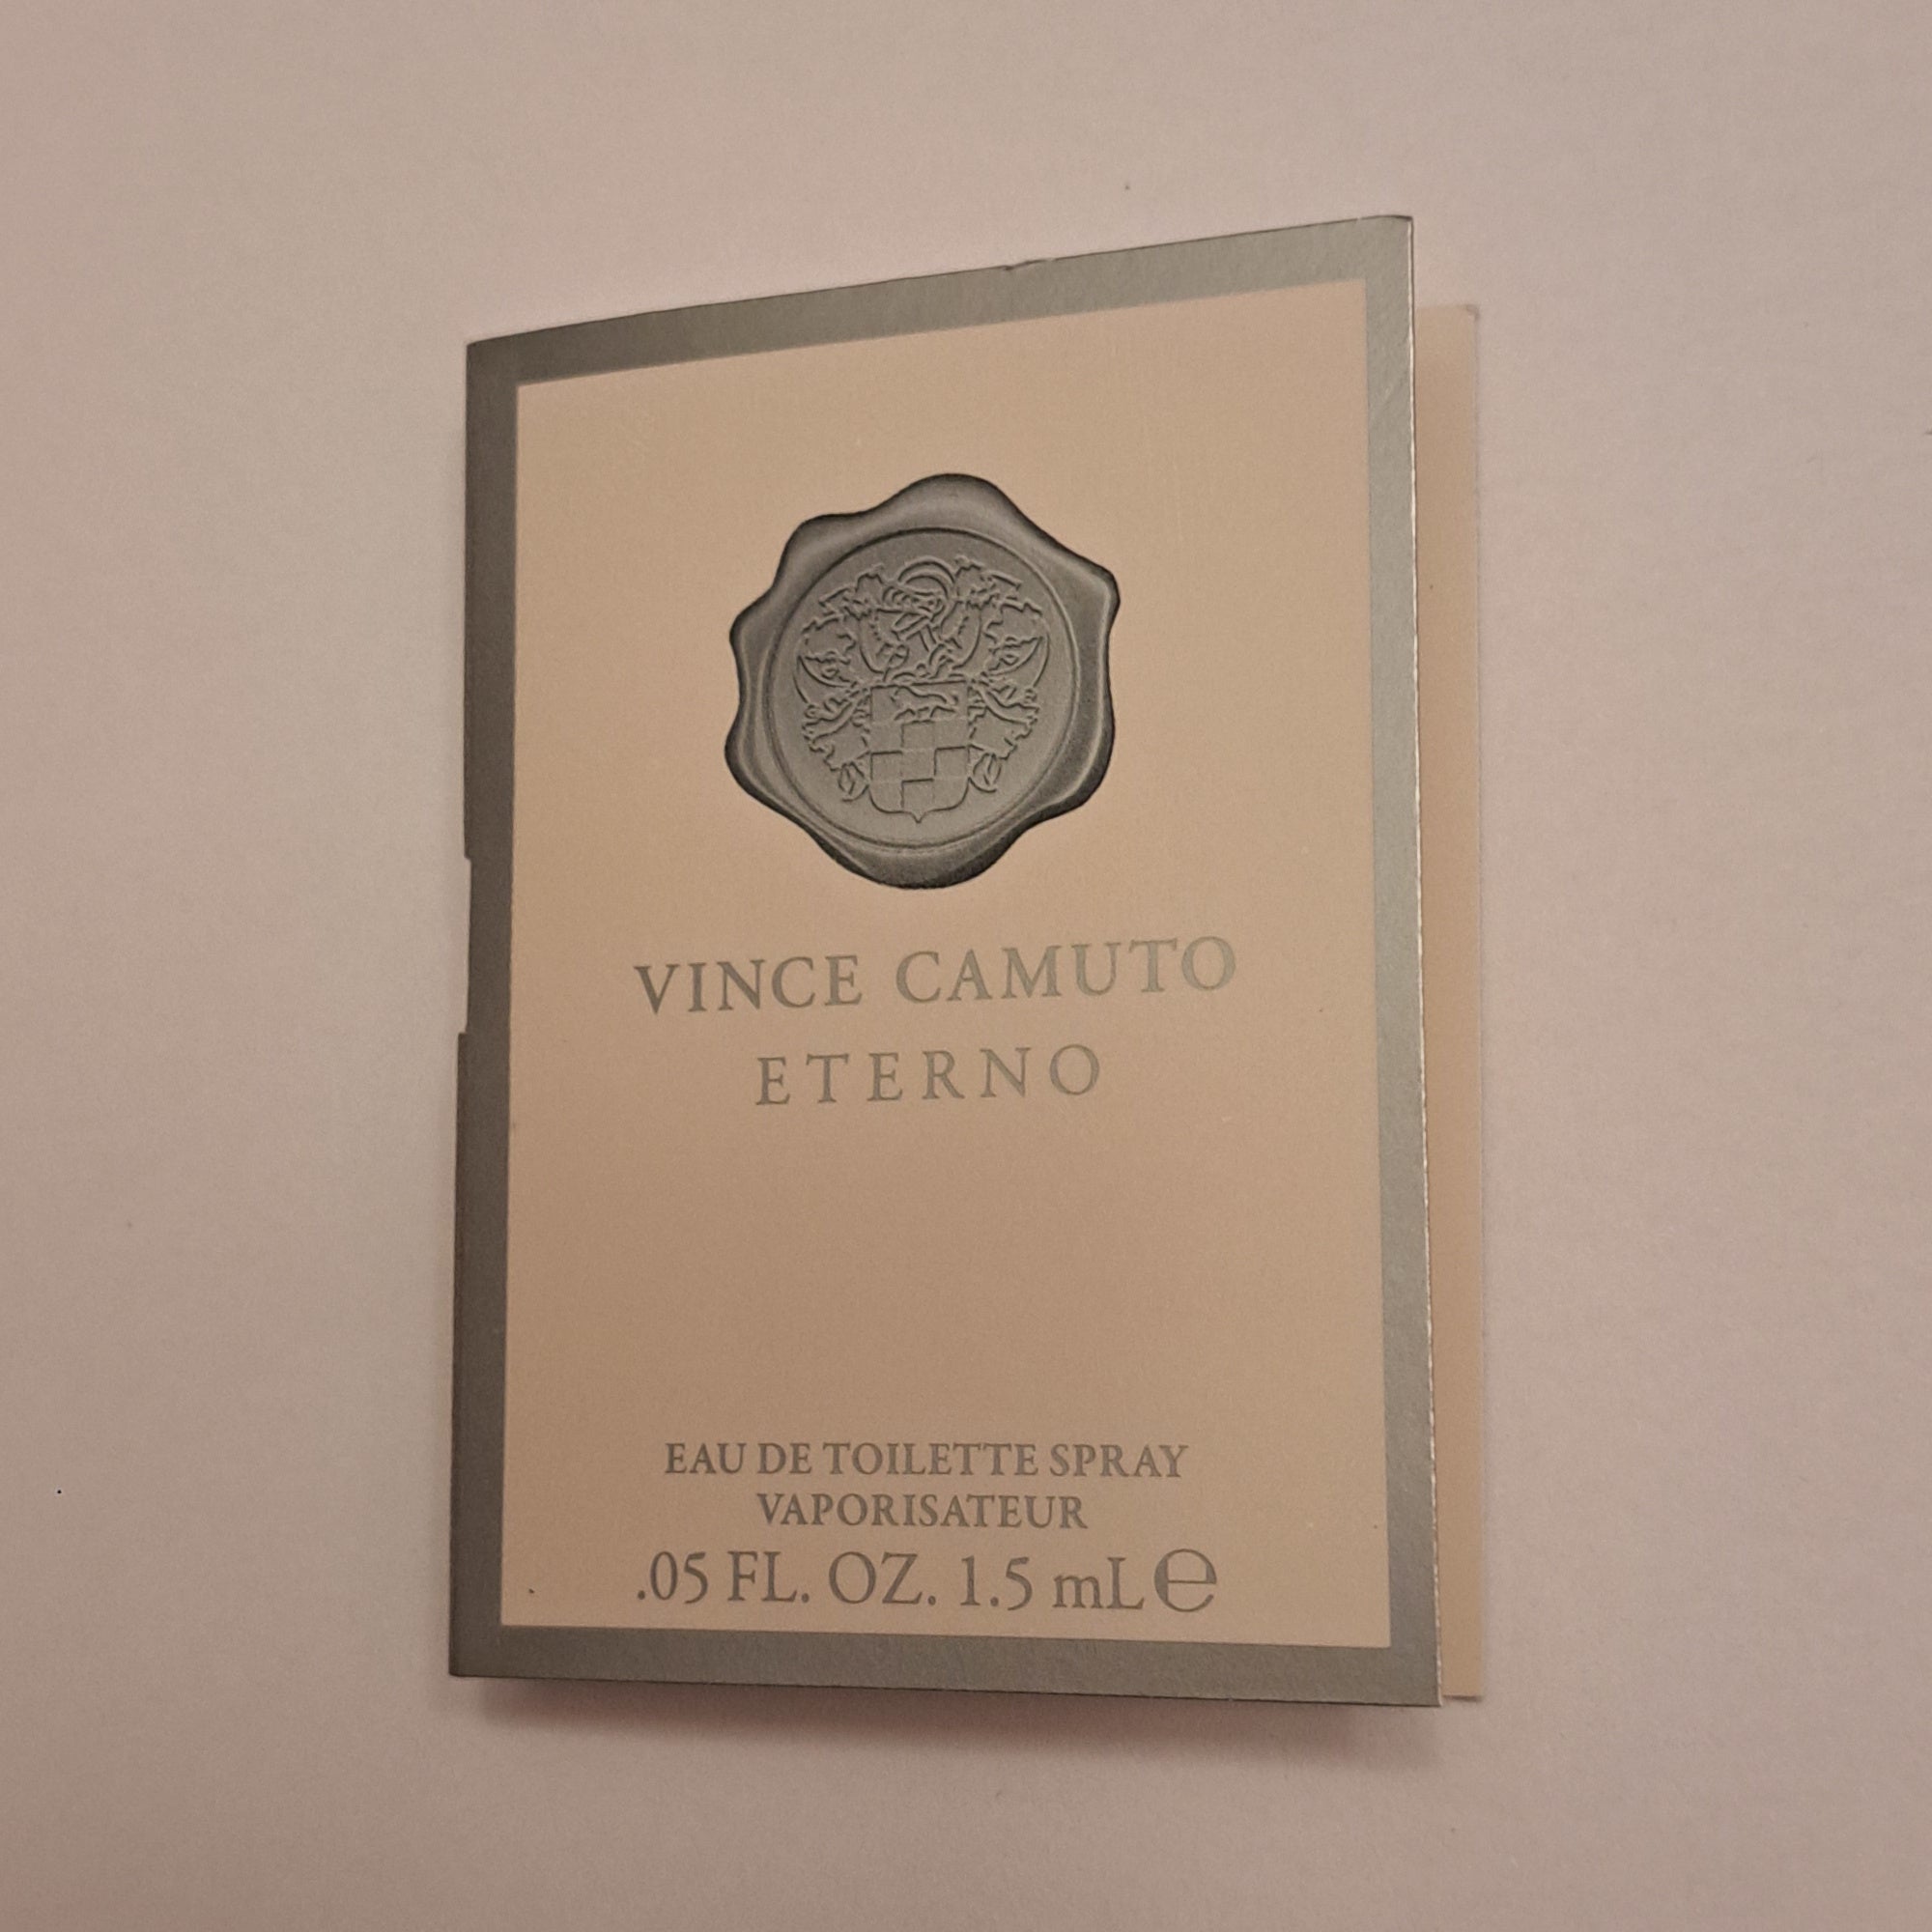 VINCE CAMUTO
ETERNO
EAU DE TOILETTE SPRAY
VAPORISATEUR
.05 FL. OZ. 1.5 mL ℮